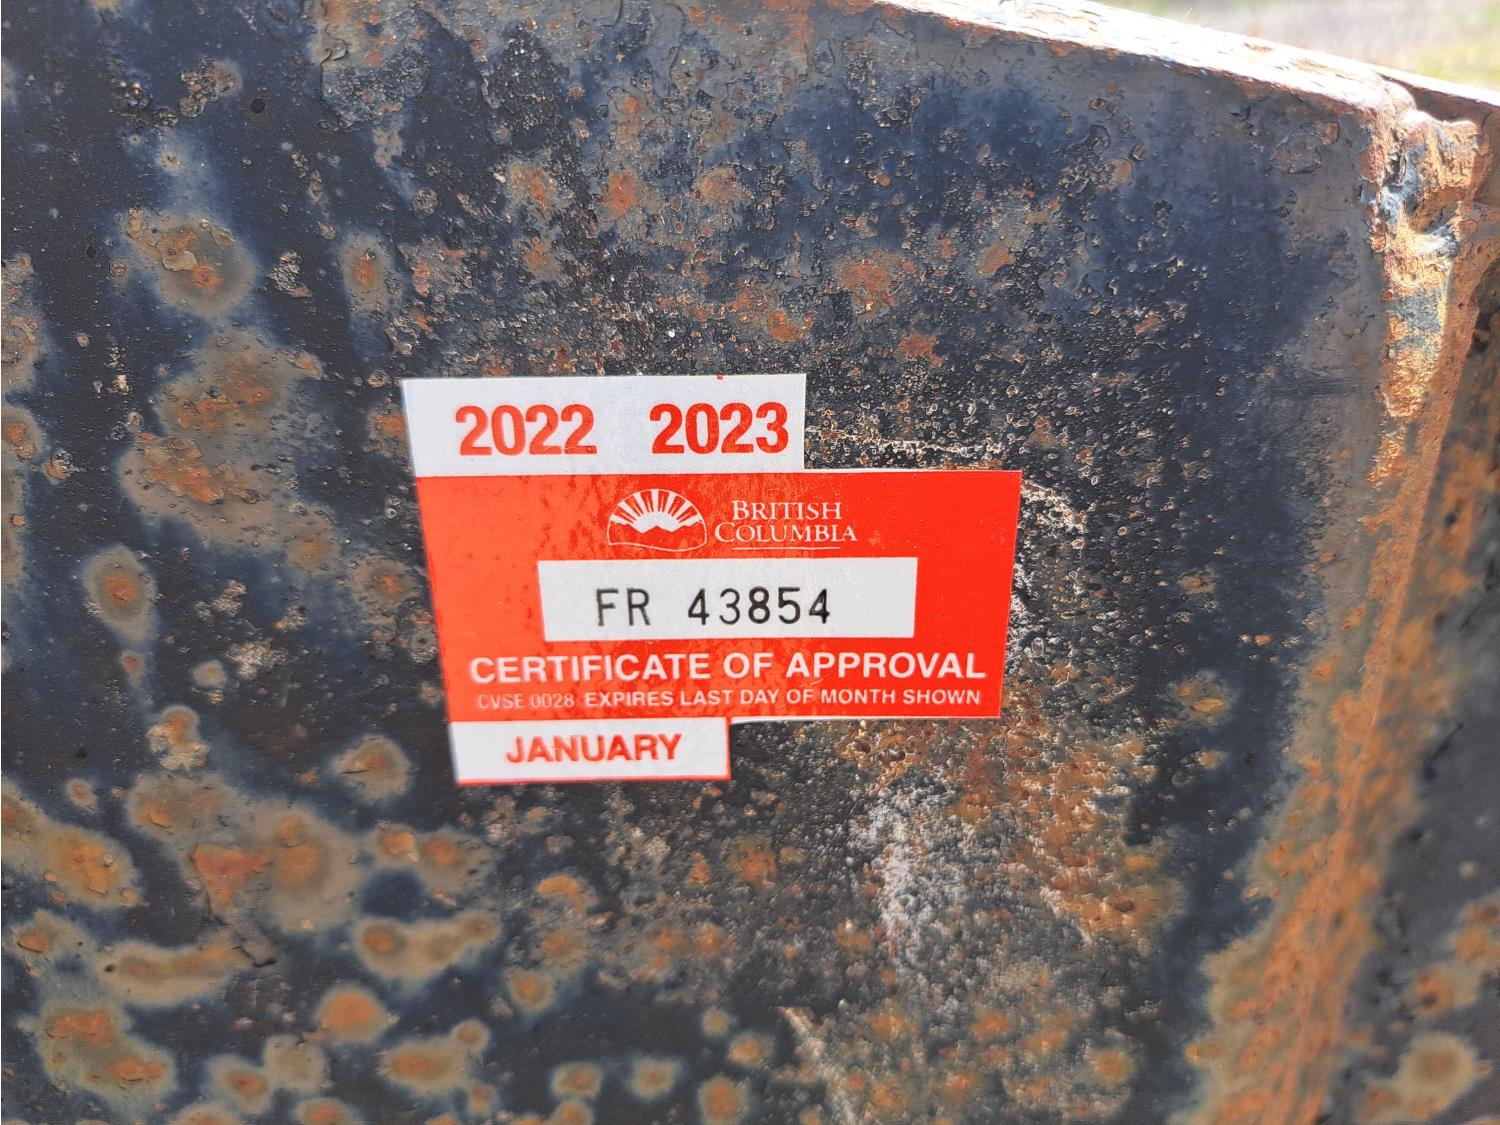 2022 2023
BRITISH
COLUMBIA
FR 43854
CERTIFICATE OF APPROVAL
CVSE 0028 EXPIRES LAST DAY OF MONTH SHOWN
JANUARY